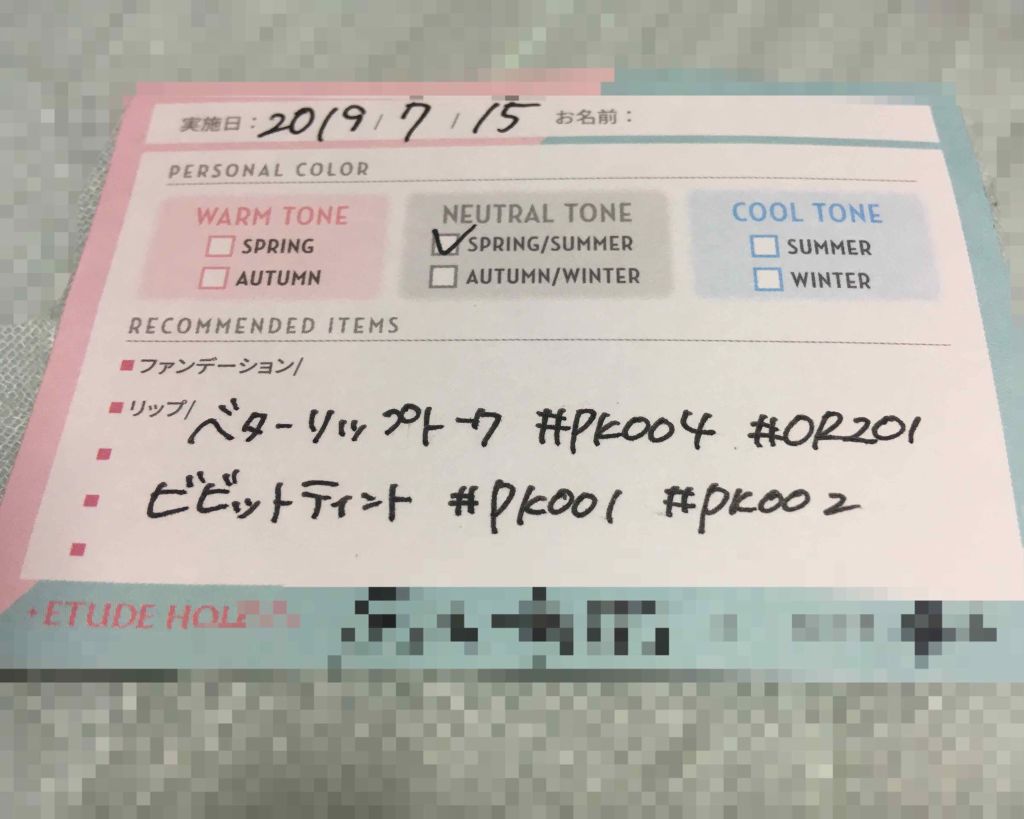 実施日：2019 / 7 / 15 お名前：
PERSONAL COLOR
WARM TONE NEUTRAL TONE COOL TONE
SPRING SPRING/SUMMER SUMMER
AUTUMN AUTUMN/WINTER WINTER
RECOMMENDED ITEMS
ファンデーション/
リップ/ ベターリップトーク #PK004 #OR201
ビビットティント #PK001 #PK002
ETUDE